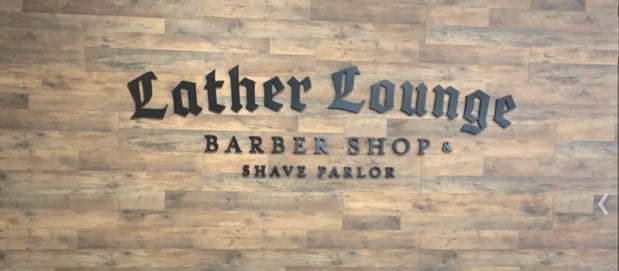 Lather Lounge
BARBER SHOP &
SHAVE PARLOR